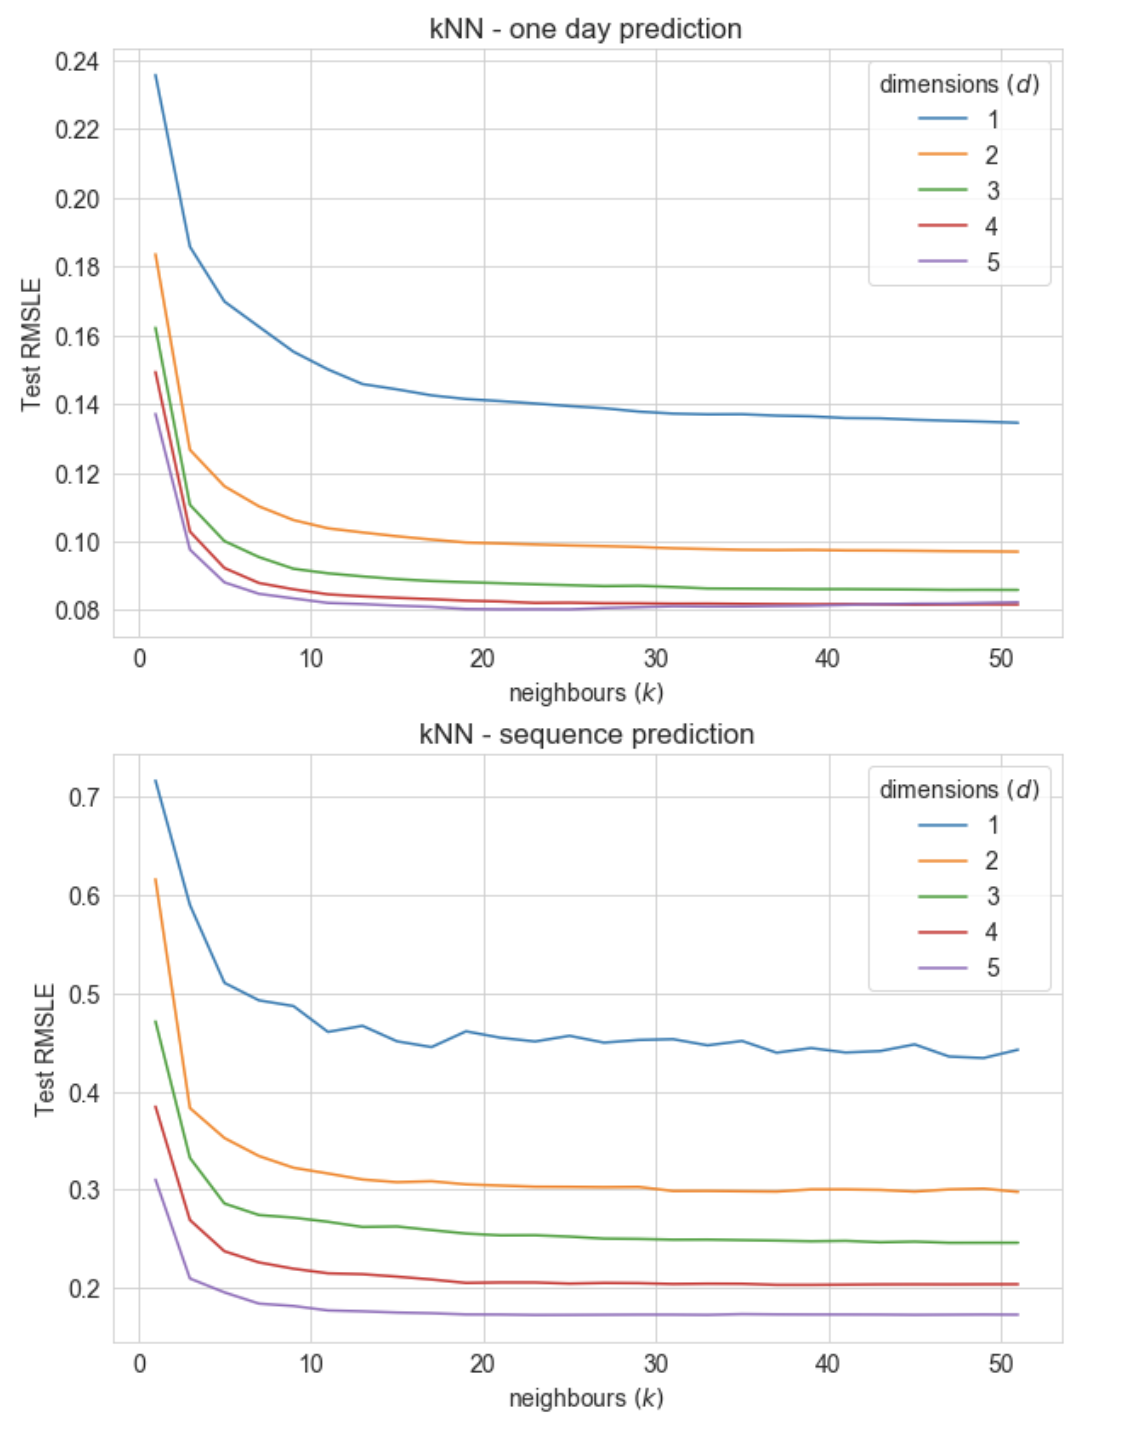 kNN - one day prediction
0.24
0.22
0.20
0.18
0.16
0.14
0.12
0.10
0.08
Test RMSLE
dimensions (d)
1
2
3
4
5
0 10 20 30 40 50
neighbours (k)
kNN - sequence prediction
0.7
0.6
0.5
0.4
0.3
0.2
Test RMSLE
dimensions (d)
1
2
3
4
5
0 10 20 30 40 50
neighbours (k)